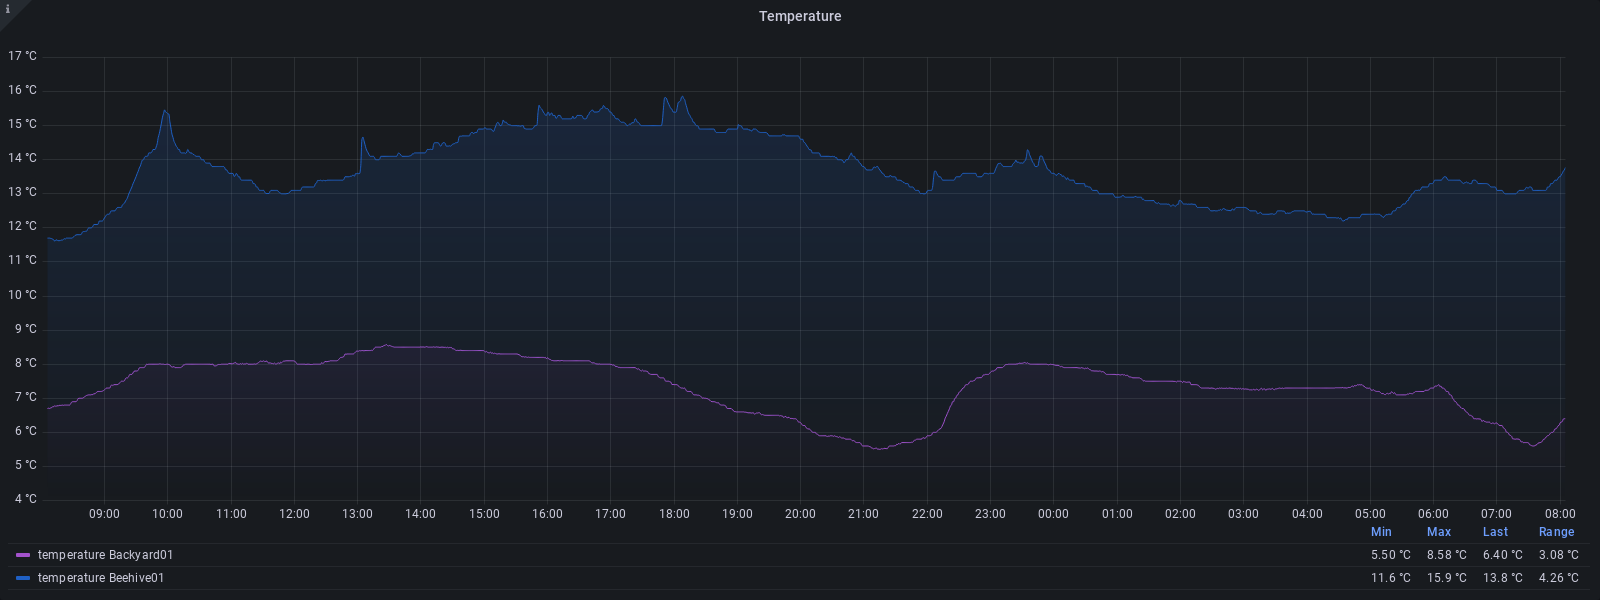 i
Temperature
17 °C
16 °C
15 °C
14 °C
13 °C
12 °C
11 °C
10 °C
9 °C
8 °C
7 °C
6 °C
5 °C
4 °C
09:00 10:00 11:00 12:00 13:00 14:00 15:00 16:00 17:00 18:00 19:00 20:00 21:00 22:00 23:00 00:00 01:00 02:00 03:00 04:00 05:00 06:00 07:00 08:00
Min Max Last Range
temperature Backyard01 5.50 °C 8.58 °C 6.40 °C 3.08 °C
temperature Beehive01 11.6 °C 15.9 °C 13.8 °C 4.26 °C